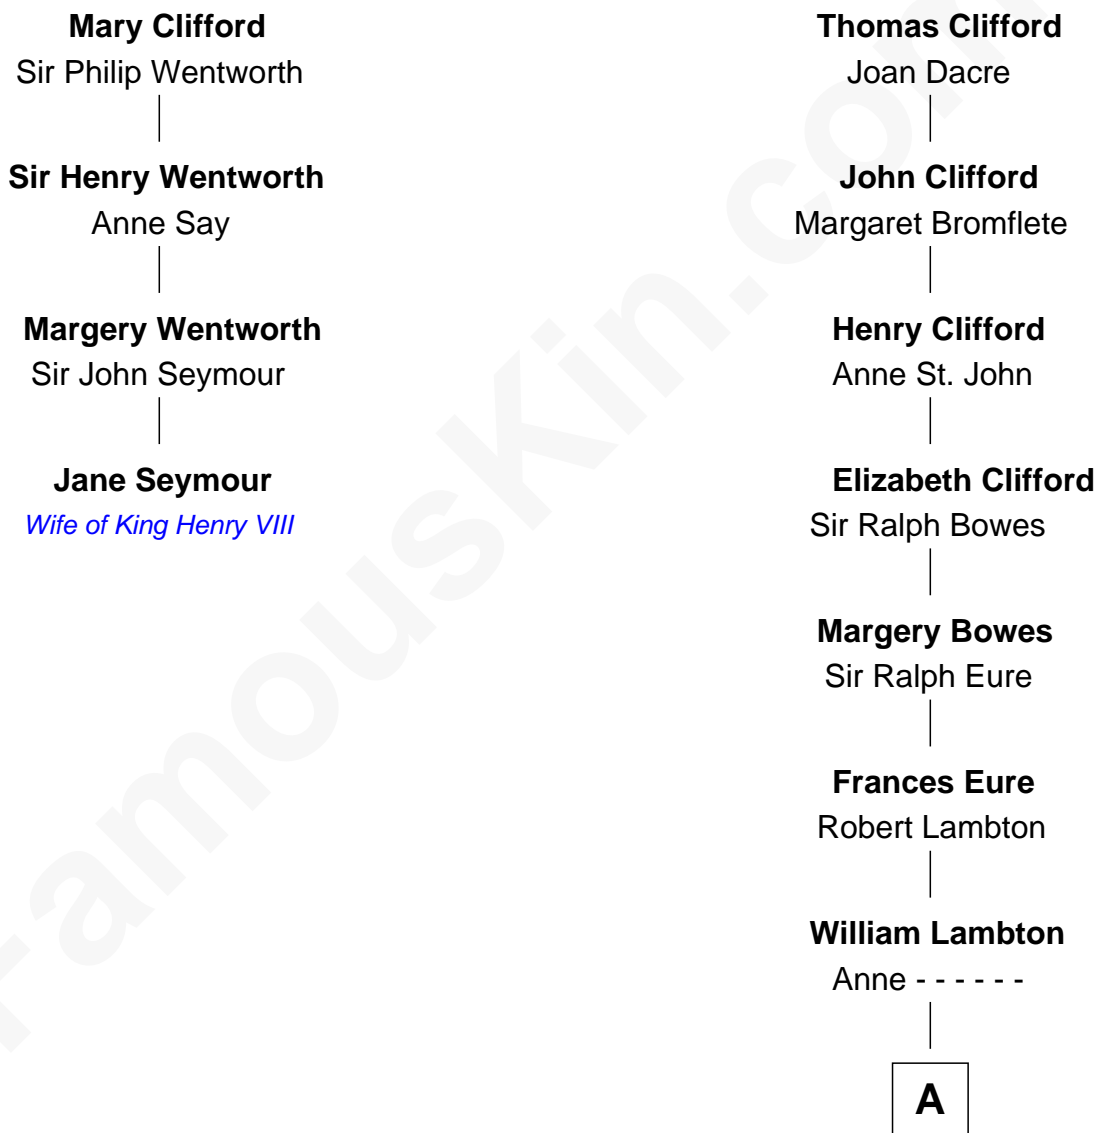 Mary Clifford
Sir Philip Wentworth
Sir Henry Wentworth
Anne Say
Margery Wentworth
Sir John Seymour
Jane Seymour
Wife of King Henry VIII
Thomas Clifford
Joan Dacre
John Clifford
Margaret Bromflete
Henry Clifford
Anne St. John
Elizabeth Clifford
Sir Ralph Bowes
Margery Bowes
Sir Ralph Eure
Frances Eure
Robert Lambton
William Lambton
Anne - - - - - -
A
FamousKin.com